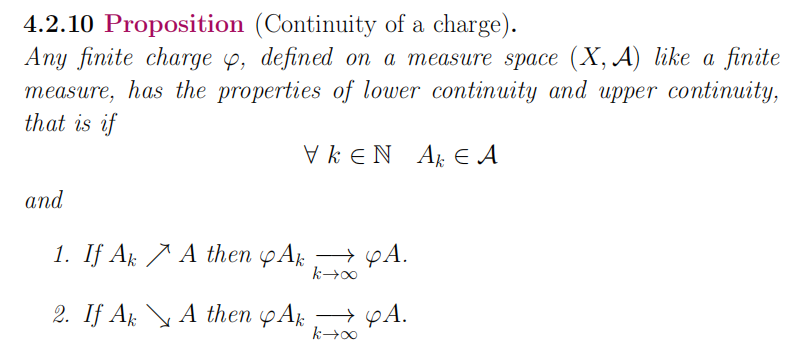 4.2.10 Proposition (Continuity of a charge).
Any finite charge φ, defined on a measure space (X, 𝒜) like a finite
measure, has the properties of lower continuity and upper continuity,
that is if
∀ k ∈ ℕ A_k ∈ 𝒜
and
1. If A_k ↗ A then φA_k ⟶_{k→∞} φA.
2. If A_k ↘ A then φA_k ⟶_{k→∞} φA.